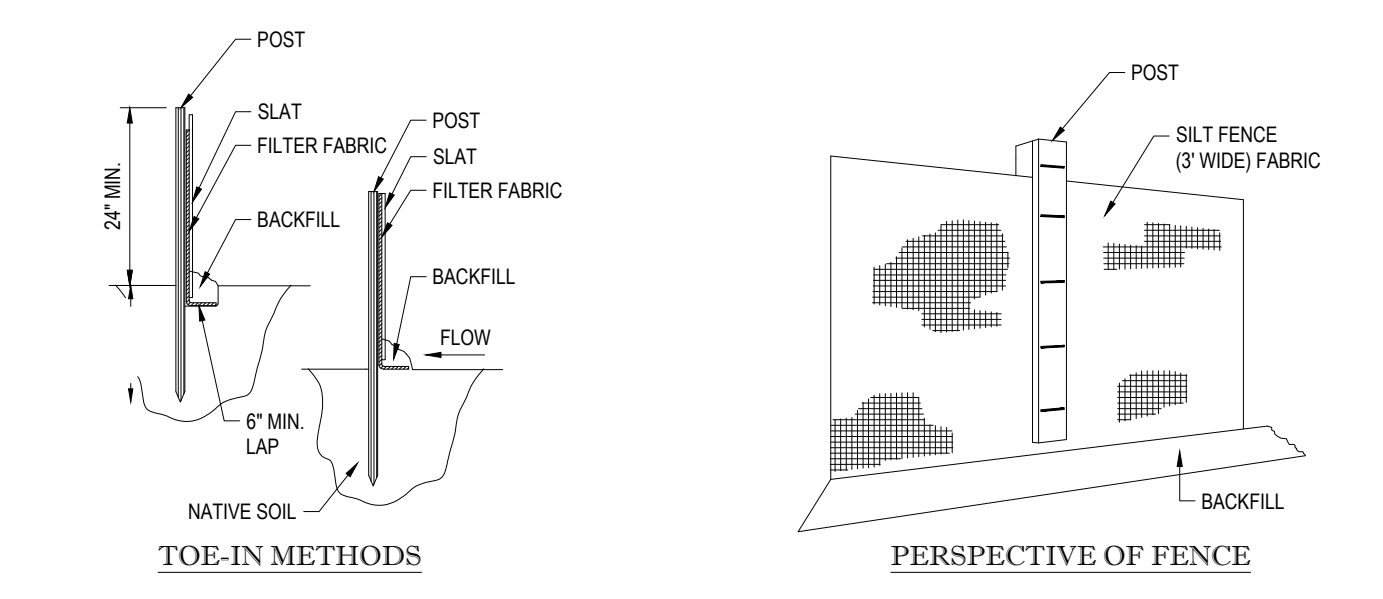 POST
SLAT
FILTER FABRIC
24" MIN.
BACKFILL
6" MIN.
LAP
POST
SLAT
FILTER FABRIC
BACKFILL
FLOW
NATIVE SOIL
TOE-IN METHODS
POST
SILT FENCE
(3' WIDE) FABRIC
BACKFILL
PERSPECTIVE OF FENCE